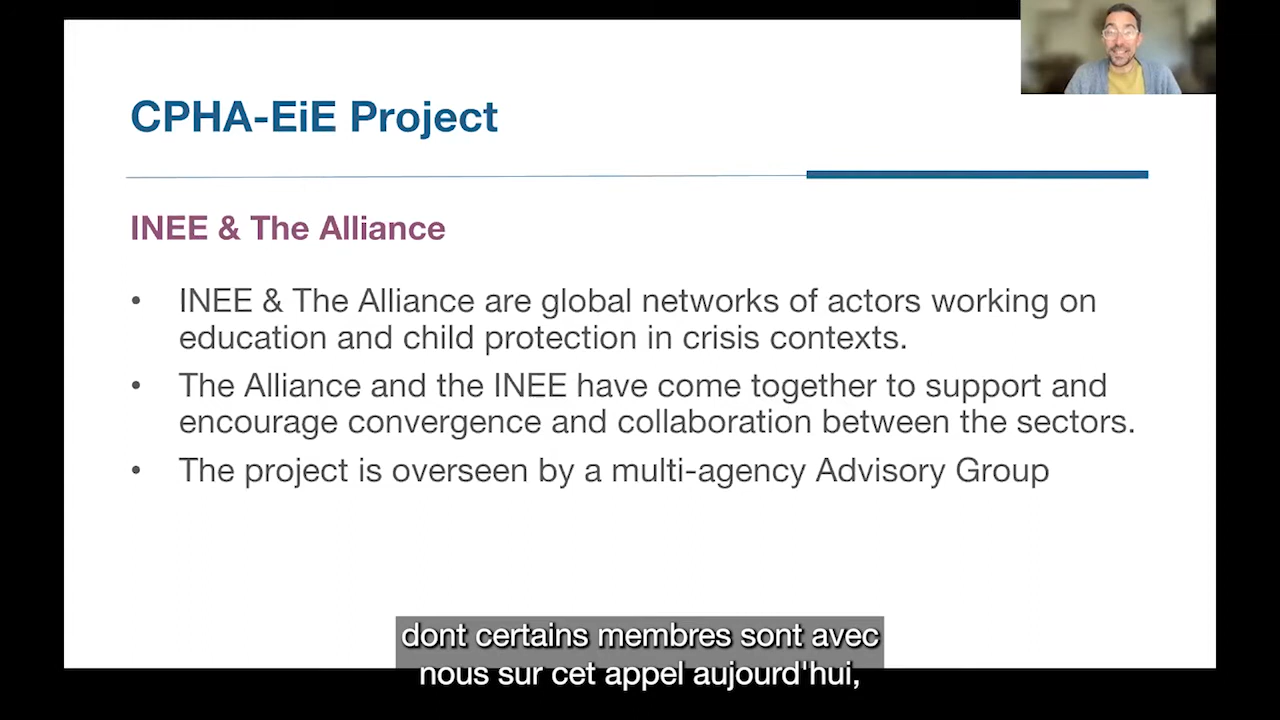 CPHA-EiE Project
INEE & The Alliance
• INEE & The Alliance are global networks of actors working on
education and child protection in crisis contexts.
• The Alliance and the INEE have come together to support and
encourage convergence and collaboration between the sectors.
• The project is overseen by a multi-agency Advisory Group
dont certains membres sont avec
nous sur cet appel aujourd'hui,